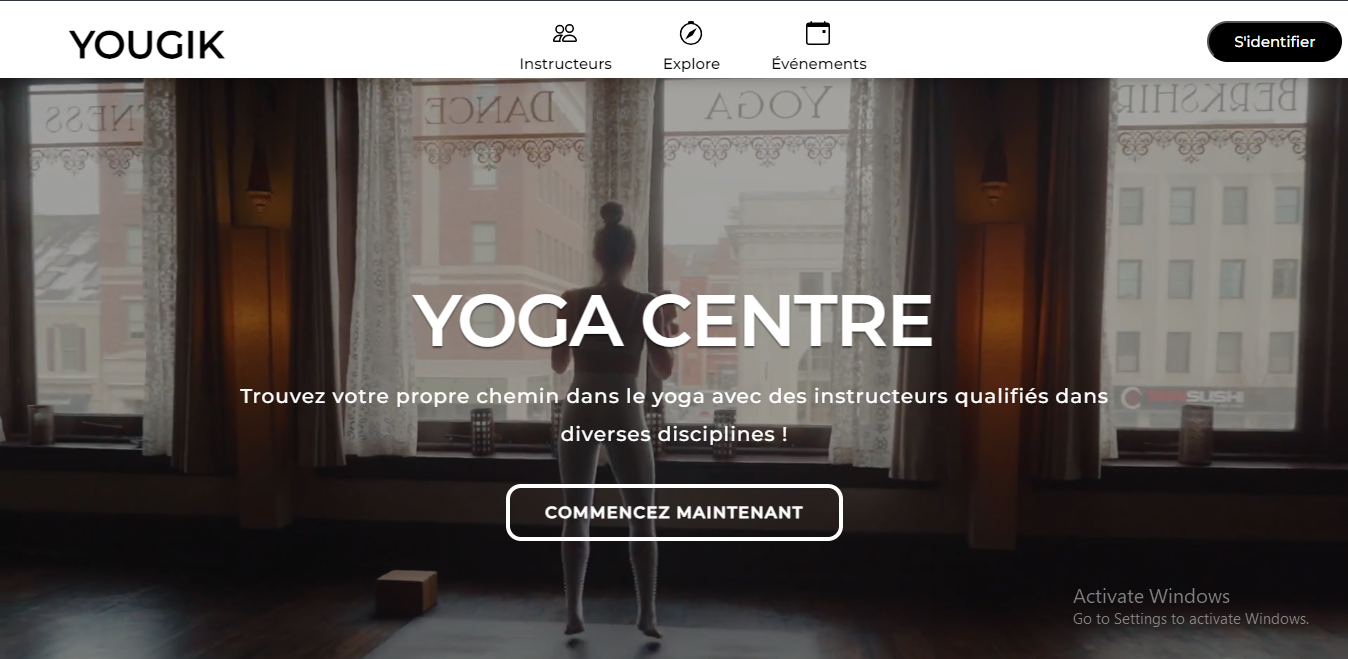 YOUGIK
Instructeurs
Explore
Événements
S'identifier
NESS
DANCE
YOGA
BERKSHIR
YOGA CENTRE
Trouvez votre propre chemin dans le yoga avec des instructeurs qualifiés dans
diverses disciplines !
SUSHI
COMMENCEZ MAINTENANT
Activate Windows
Go to Settings to activate Windows.